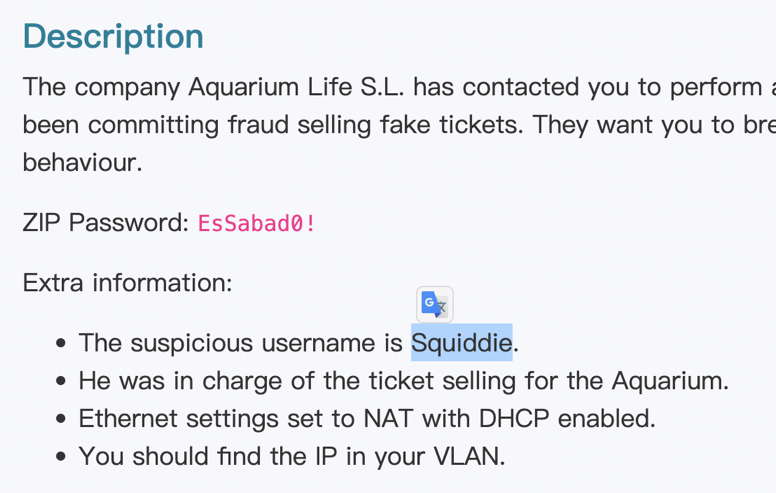 Description
The company Aquarium Life S.L. has contacted you to perform
been committing fraud selling fake tickets. They want you to
behaviour.
ZIP Password: EsSabad0!
Extra information:
The suspicious username is Squiddie.
He was in charge of the ticket selling for the Aquarium.
Ethernet settings set to NAT with DHCP enabled.
You should find the IP in your VLAN.